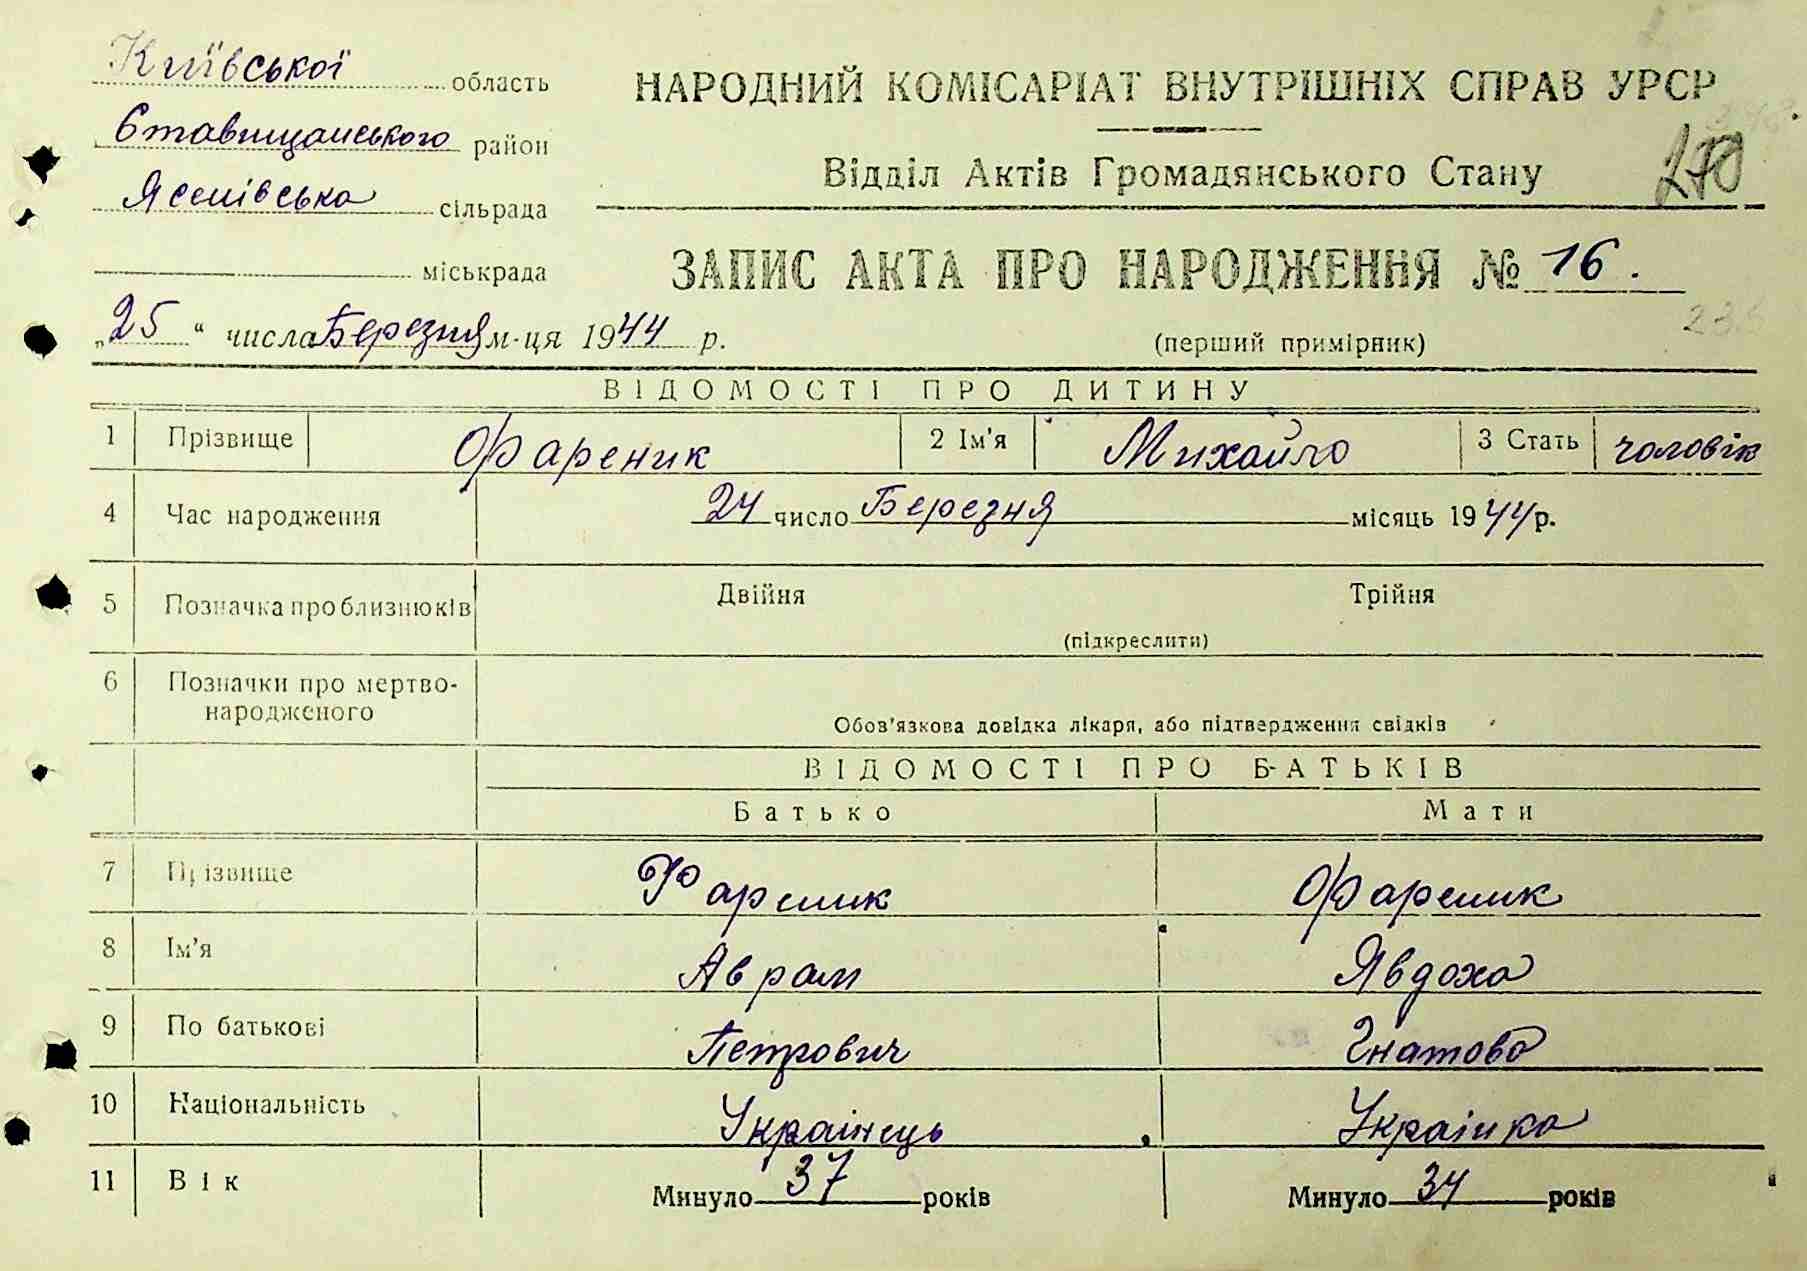 Київської область
Ставищанського район
Ясенівська сільрада
міськрада
„25“ числа Березня м-ця 1944 р.
НАРОДНИЙ КОМІСАРІАТ ВНУТРІШНІХ СПРАВ УРСР
Відділ Актів Громадянського Стану
270
ЗАПИС АКТА ПРО НАРОДЖЕННЯ № 16.
(перший примірник)
ВІДОМОСТІ ПРО ДИТИНУ
1 Прізвище Фареник 2 Ім'я Михайло 3 Стать чоловік
4 Час народження 24 число Березня місяць 1944 р.
5 Позначка про близнюків Двійня Трійня
(підкреслити)
6 Позначки про мертво-
народженого
Обов'язкова довідка лікаря, або підтвердження свідків
ВІДОМОСТІ ПРО БАТЬКІВ
Батько Мати
7 Прізвище Фареник Фареник
8 Ім'я Аврам Явдоха
9 По батькові Петрович Гнатова
10 Національність Українець Українка
11 Вік Минуло 37 років Минуло 34 років